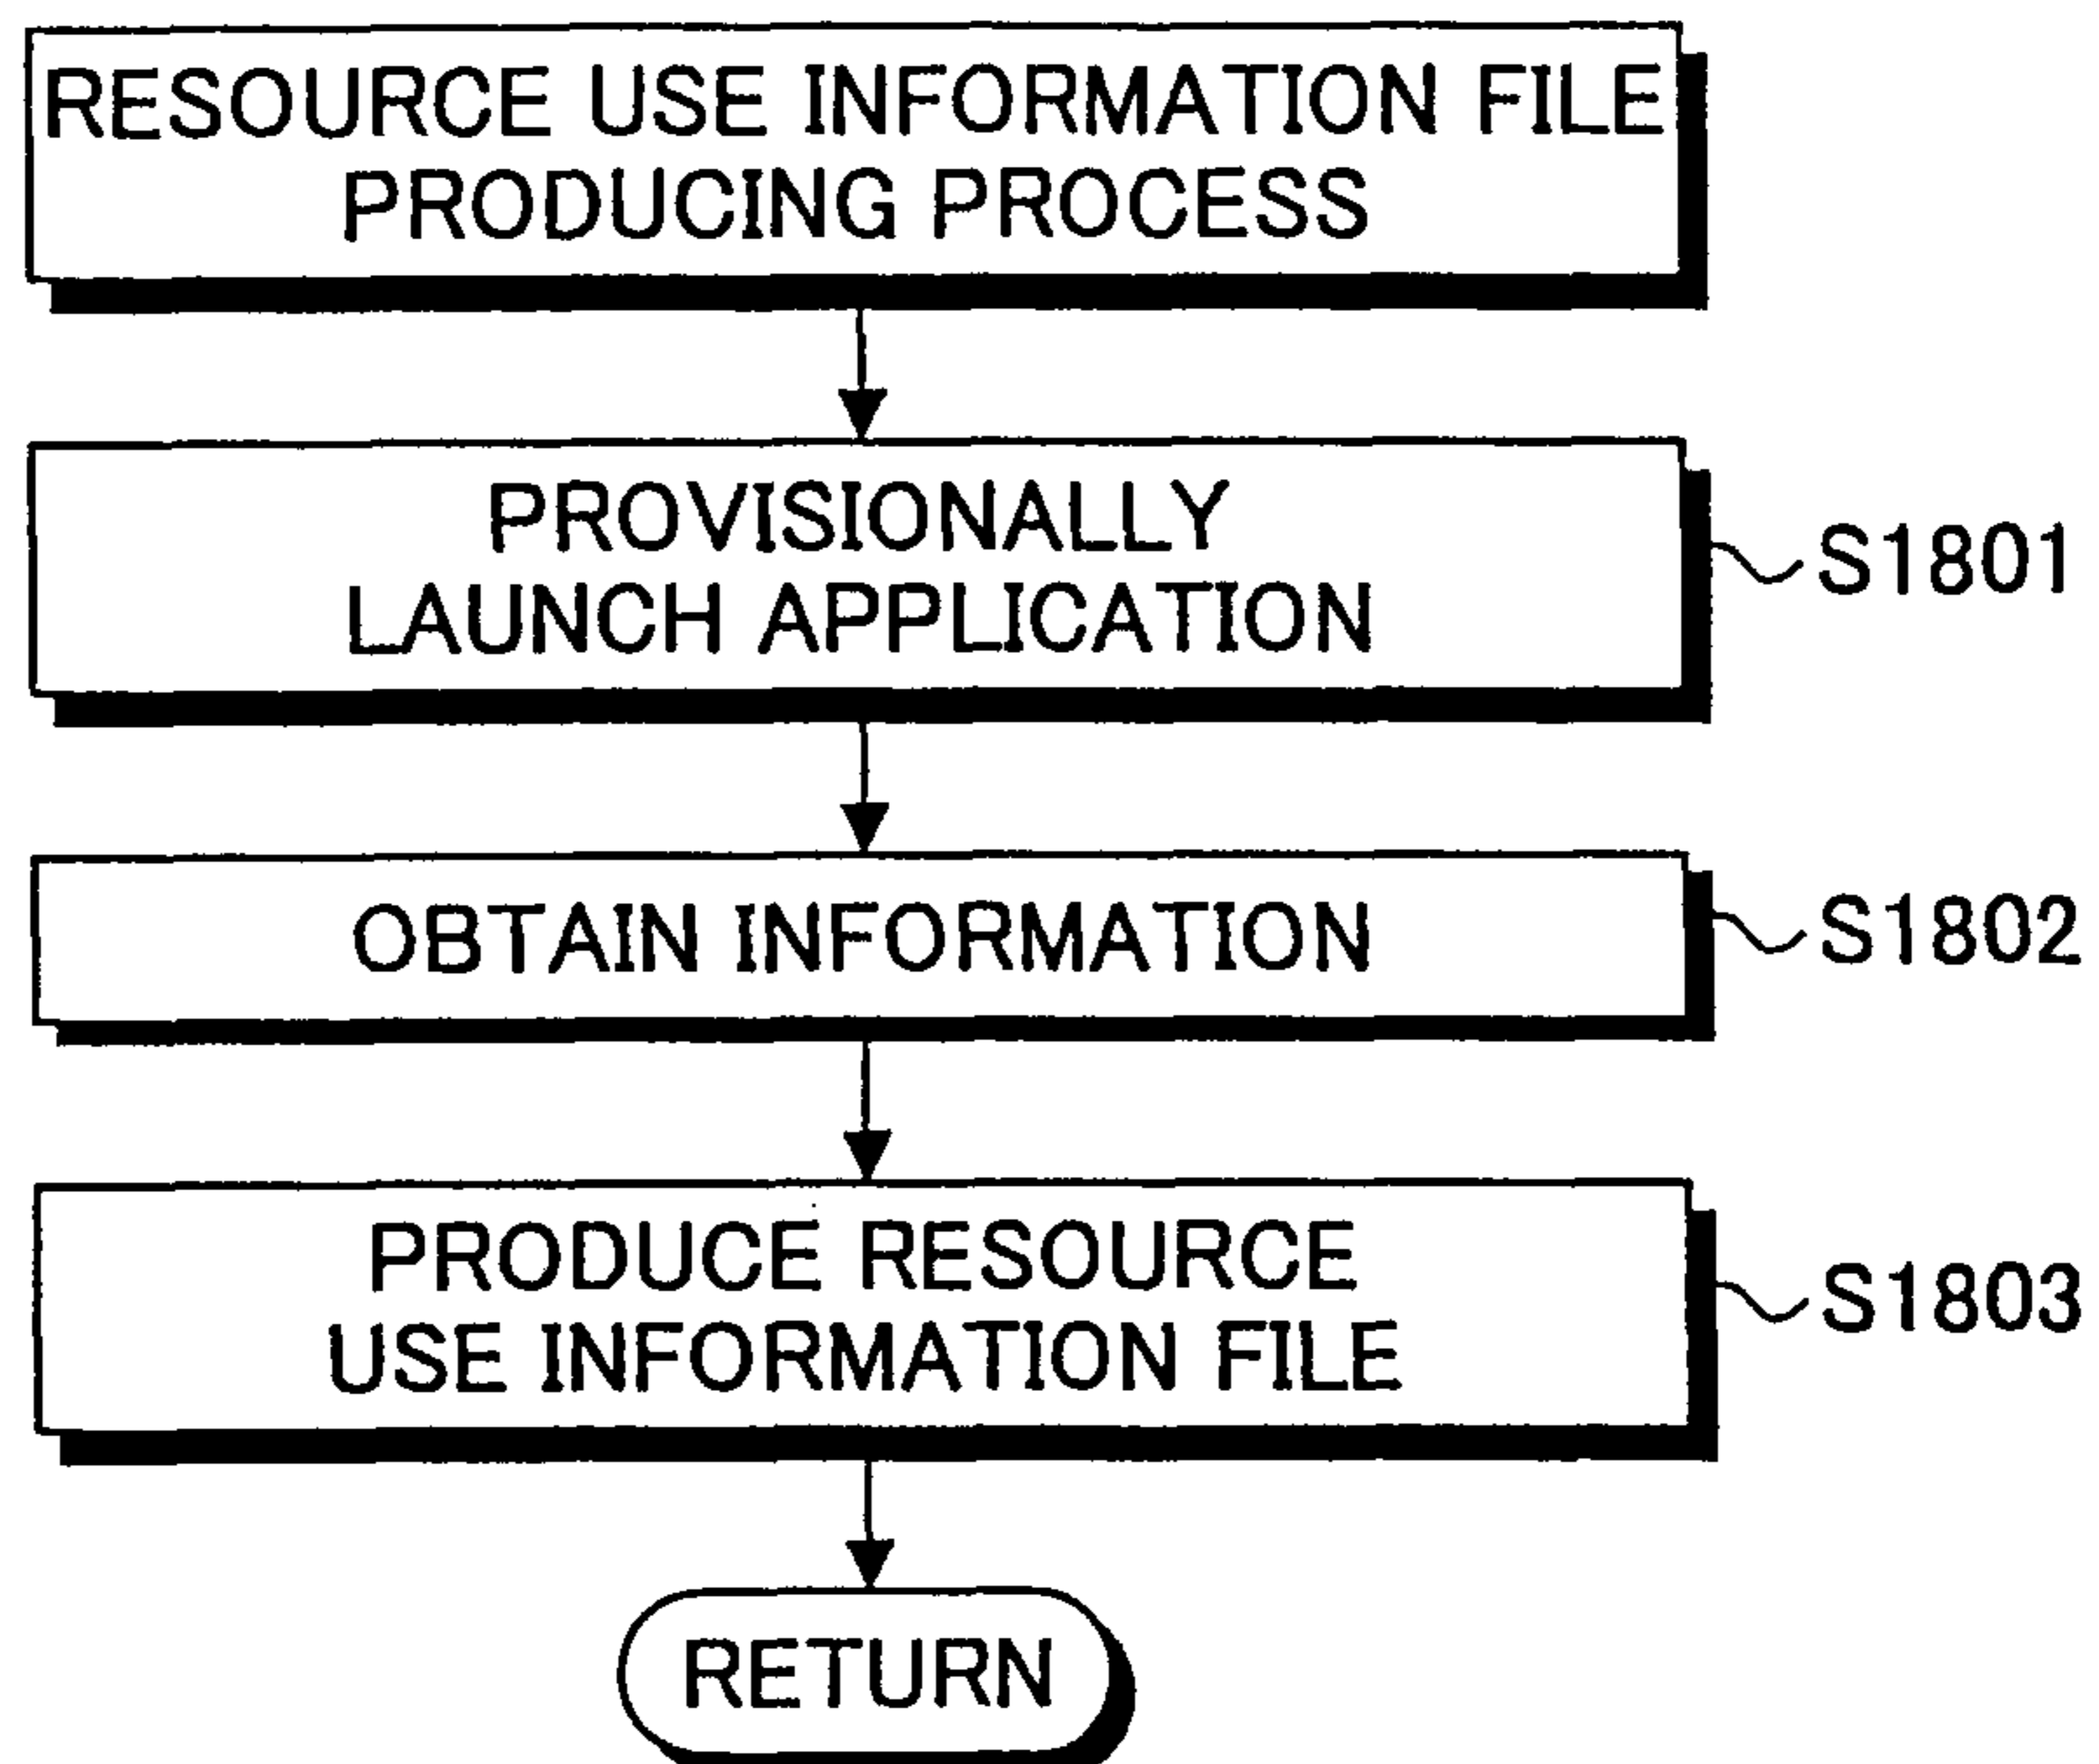 RESOURCE USE INFORMATION FILE
PRODUCING PROCESS
PROVISIONALLY
LAUNCH APPLICATION
S1801
OBTAIN INFORMATION
S1802
PRODUCE RESOURCE
USE INFORMATION FILE
S1803
RETURN